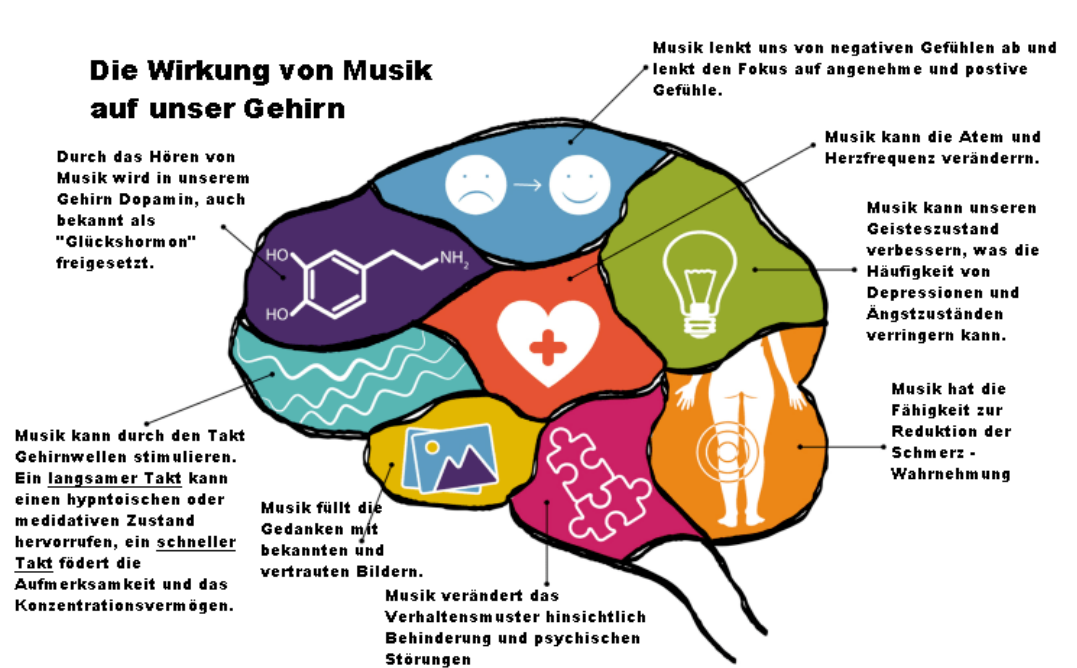 Die Wirkung von Musik
auf unser Gehirn
Musik lenkt uns von negativen Gefühlen ab und
lenkt den Fokus auf angenehme und postive
Gefühle.
Musik kann die Atem und
Herzfrequenz veränderrn.
Durch das Hören von
Musik wird in unserem
Gehirn Dopamin, auch
bekannt als
"Glückshormon"
freigesetzt.
HO
HO
NH₂
Musik kann unseren
Geisteszustand
verbessern, was die
Häufigkeit von
Depressionen und
Ängstzuständen
verringern kann.
Musik hat die
Fähigkeit zur
Reduktion der
Schmerz -
Wahrnehmung
Musik kann durch den Takt
Gehirnwellen stimulieren.
Ein langsamer Takt kann
einen hypntoischen oder
medidativen Zustand
hervorrufen, ein schneller
Takt födert die
Aufmerksamkeit und das
Konzentrationsvermögen.
Musik füllt die
Gedanken mit
bekannten und
vertrauten Bildern.
Musik verändert das
Verhaltensmuster hinsichtlich
Behinderung und psychischen
Störungen